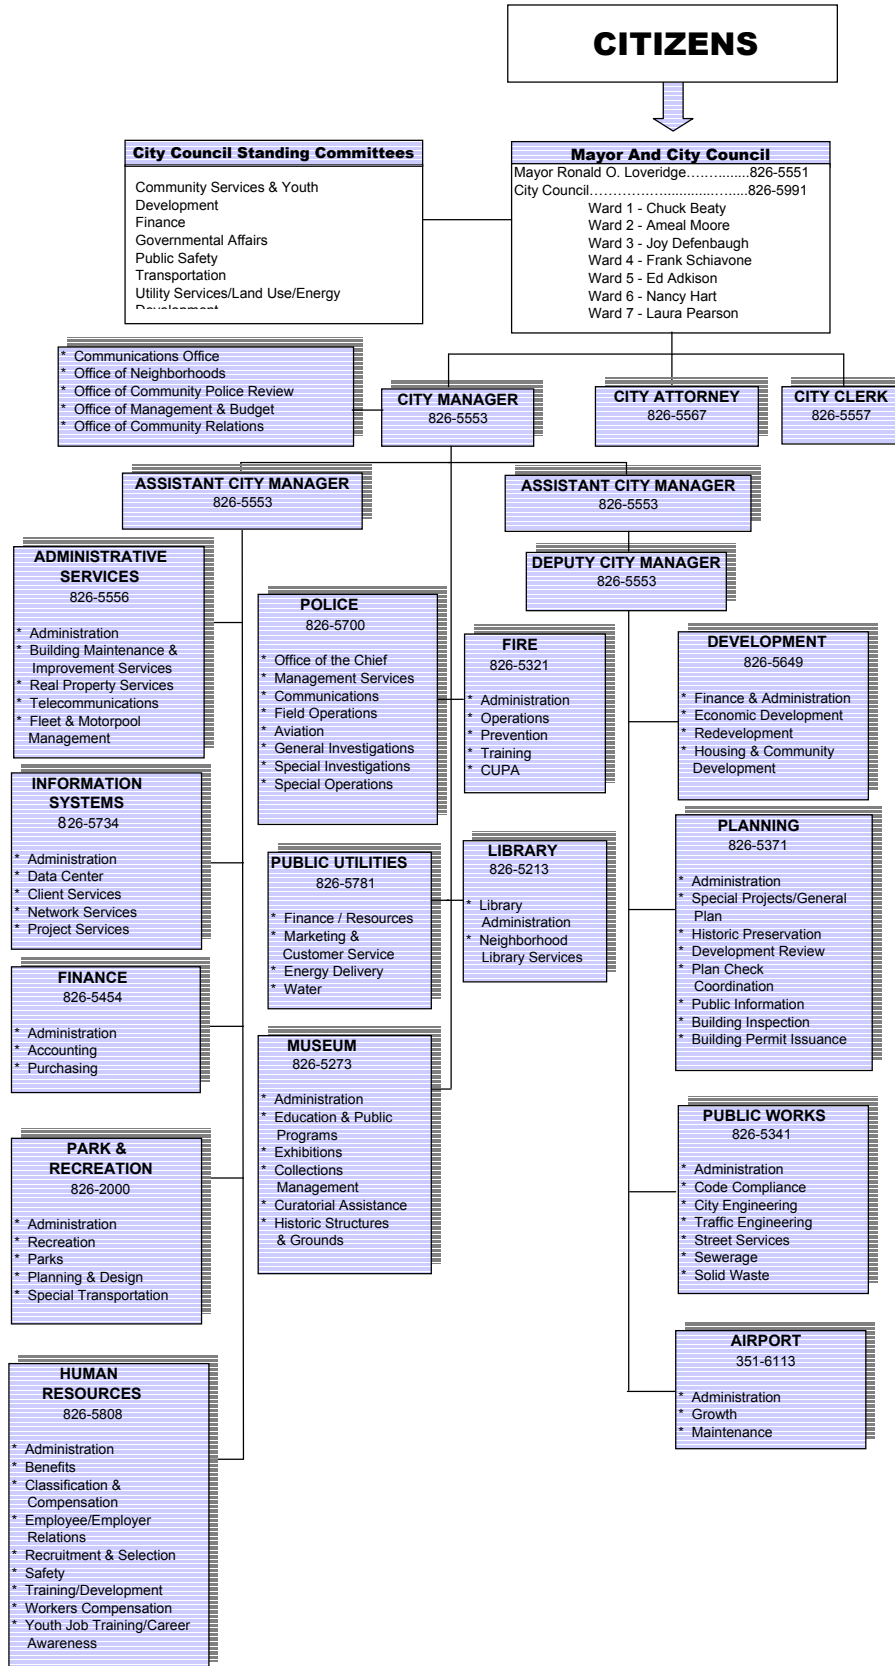 CITIZENS
City Council Standing Committees
Community Services & Youth
Development
Finance
Governmental Affairs
Public Safety
Transportation
Utility Services/Land Use/Energy
Development
Mayor And City Council
Mayor Ronald O. Loveridge…..…........826-5551
City Council………….…..............…....826-5991
Ward 1 - Chuck Beaty
Ward 2 - Ameal Moore
Ward 3 - Joy Defenbaugh
Ward 4 - Frank Schiavone
Ward 5 - Ed Adkison
Ward 6 - Nancy Hart
Ward 7 - Laura Pearson
* Communications Office
* Office of Neighborhoods
* Office of Community Police Review
* Office of Management & Budget
* Office of Community Relations
CITY MANAGER
826-5553
CITY ATTORNEY
826-5567
CITY CLERK
826-5557
ASSISTANT CITY MANAGER
826-5553
ASSISTANT CITY MANAGER
826-5553
DEPUTY CITY MANAGER
826-5553
ADMINISTRATIVE
SERVICES
826-5556
* Administration
* Building Maintenance &
Improvement Services
* Real Property Services
* Telecommunications
* Fleet & Motorpool
Management
INFORMATION
SYSTEMS
826-5734
* Administration
* Data Center
* Client Services
* Network Services
* Project Services
FINANCE
826-5454
* Administration
* Accounting
* Purchasing
PARK &
RECREATION
826-2000
* Administration
* Recreation
* Parks
* Planning & Design
* Special Transportation
HUMAN
RESOURCES
826-5808
* Administration
* Benefits
* Classification &
Compensation
* Employee/Employer
Relations
* Recruitment & Selection
* Safety
* Training/Development
* Workers Compensation
* Youth Job Training/Career
Awareness
POLICE
826-5700
* Office of the Chief
* Management Services
* Communications
* Field Operations
* Aviation
* General Investigations
* Special Investigations
* Special Operations
FIRE
826-5321
* Administration
* Operations
* Prevention
* Training
* CUPA
PUBLIC UTILITIES
826-5781
* Finance / Resources
* Marketing &
Customer Service
* Energy Delivery
* Water
LIBRARY
826-5213
* Library
Administration
* Neighborhood
Library Services
MUSEUM
826-5273
* Administration
* Education & Public
Programs
* Exhibitions
* Collections
Management
* Curatorial Assistance
* Historic Structures
& Grounds
DEVELOPMENT
826-5649
* Finance & Administration
* Economic Development
* Redevelopment
* Housing & Community
Development
PLANNING
826-5371
* Administration
* Special Projects/General
Plan
* Historic Preservation
* Development Review
* Plan Check
Coordination
* Public Information
* Building Inspection
* Building Permit Issuance
PUBLIC WORKS
826-5341
* Administration
* Code Compliance
* City Engineering
* Traffic Engineering
* Street Services
* Sewerage
* Solid Waste
AIRPORT
351-6113
* Administration
* Growth
* Maintenance